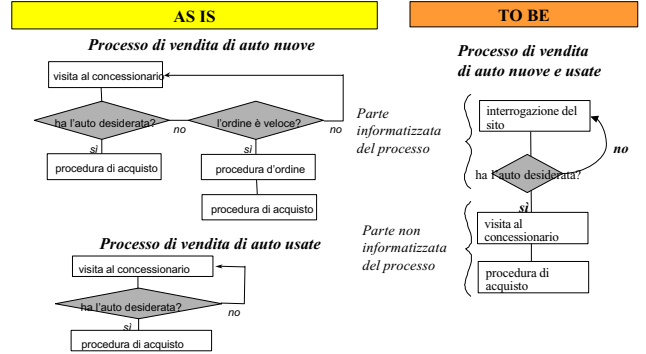 AS IS
Processo di vendita di auto nuove
visita al concessionario
ha l'auto desiderata?
no
l'ordine è veloce?
no
sì
procedura di acquisto
sì
procedura d'ordine
procedura di acquisto
Processo di vendita di auto usate
visita al concessionario
ha l'auto desiderata?
no
sì
procedura di acquisto
TO BE
Processo di vendita
di auto nuove e usate
Parte
informatizzata
del processo
interrogazione del
sito
no
ha l'auto desiderata?
sì
Parte non
informatizzata
del processo
visita al
concessionario
procedura di
acquisto